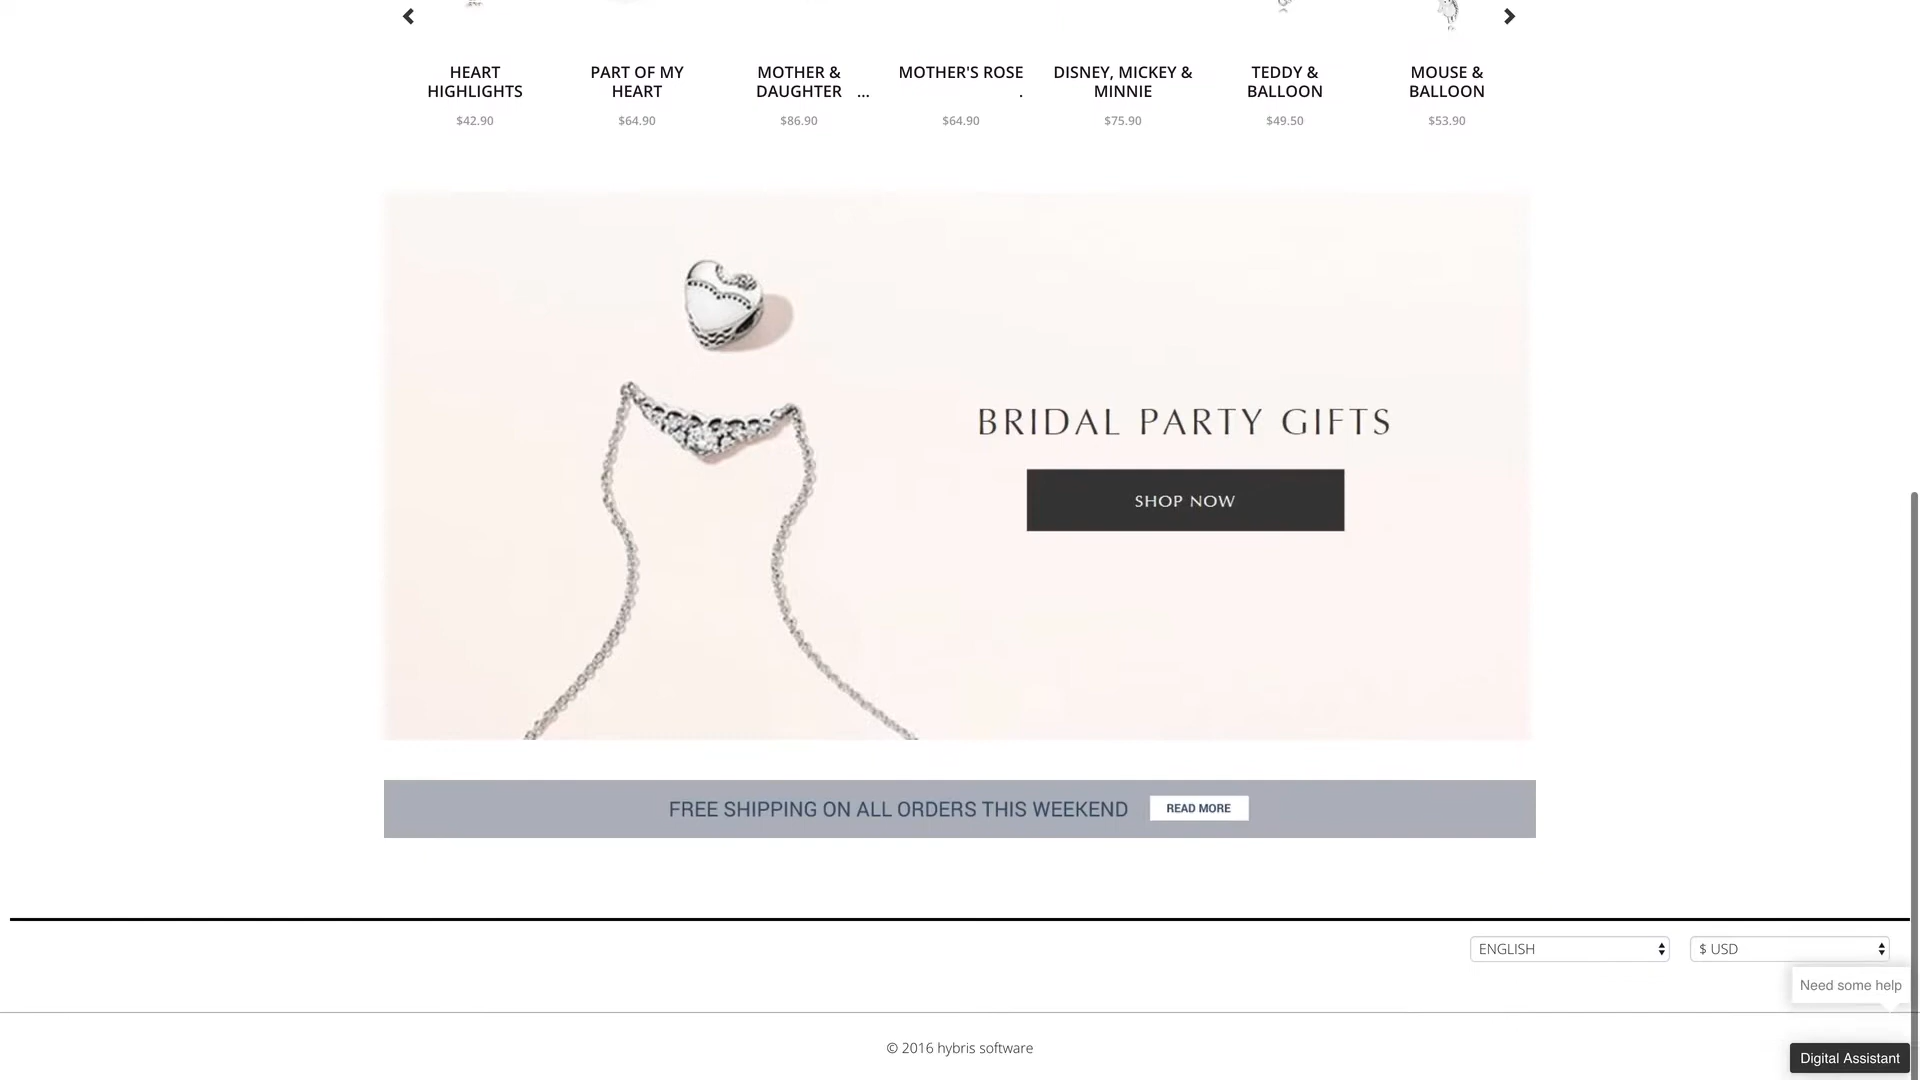 HEART
HIGHLIGHTS
$42.90
PART OF MY
HEART
$64.90
MOTHER &
DAUGHTER ...
$86.90
MOTHER'S ROSE
.
$64.90
DISNEY, MICKEY &
MINNIE
$75.90
TEDDY &
BALLOON
$49.50
MOUSE &
BALLOON
$53.90
BRIDAL PARTY GIFTS
SHOP NOW
FREE SHIPPING ON ALL ORDERS THIS WEEKEND
READ MORE
ENGLISH
$ USD
Need some help
© 2016 hybris software
Digital Assistant